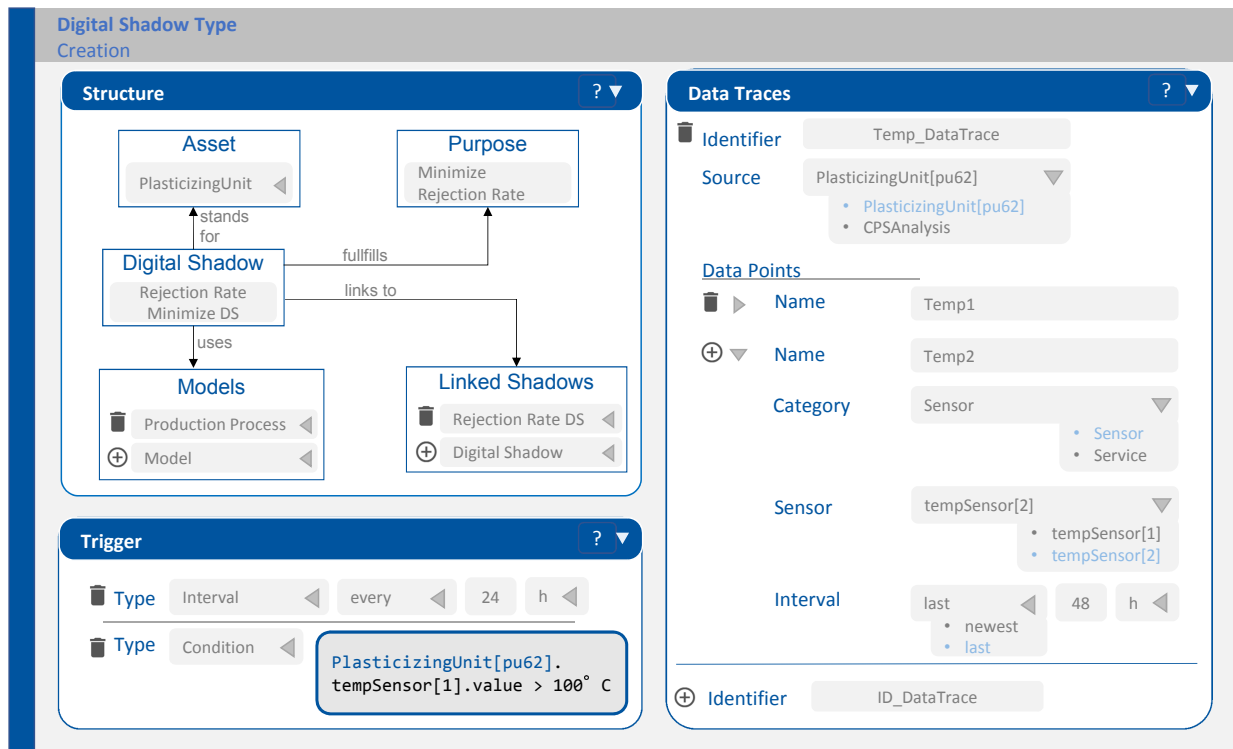 Digital Shadow Type
Creation
Structure
?
Asset
PlasticizingUnit
Purpose
Minimize
Rejection Rate
stands
for
Digital Shadow
Rejection Rate
Minimize DS
fullfills
links to
uses
Models
Production Process
Model
Linked Shadows
Rejection Rate DS
Digital Shadow
Trigger
?
Type Interval every 24 h
Type Condition
PlasticizingUnit[pu62].
tempSensor[1].value > 100° C
Data Traces
?
Identifier Temp_DataTrace
Source PlasticizingUnit[pu62]
• PlasticizingUnit[pu62]
• CPSAnalysis
Data Points
Name Temp1
Name Temp2
Category Sensor
• Sensor
• Service
Sensor tempSensor[2]
• tempSensor[1]
• tempSensor[2]
Interval last 48 h
• newest
• last
Identifier ID_DataTrace